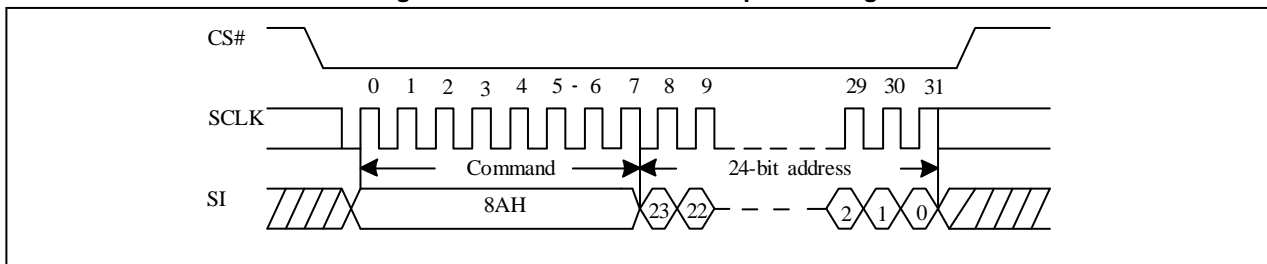 CS#
0 1 2 3 4 5 - 6 7 8 9 29 30 31
SCLK
Command 24-bit address
SI 8AH 23 22 2 1 0